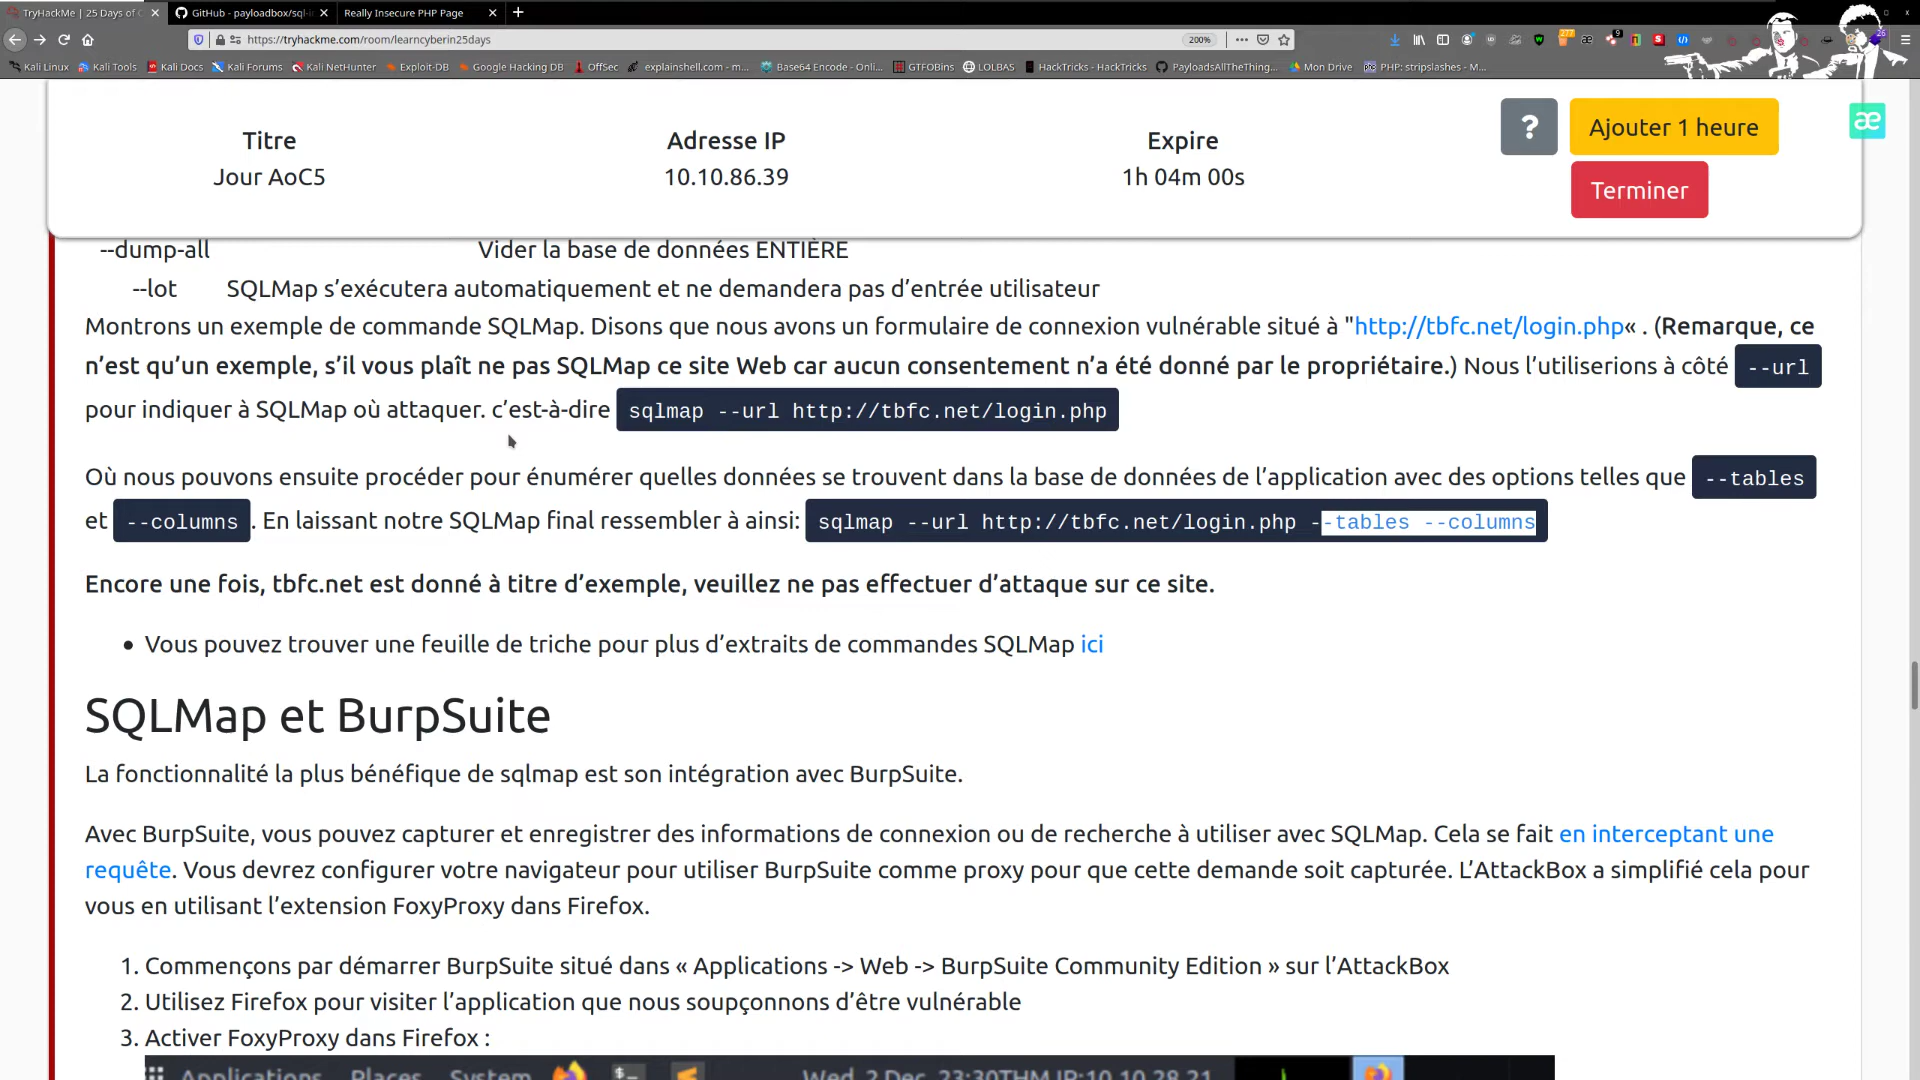 TryHackMe | 25 Days of C
GitHub - payloadbox/sql-i
Really Insecure PHP Page
https://tryhackme.com/room/learncyberin25days
200%
Kali Linux Kali Tools Kali Docs Kali Forums Kali NetHunter Exploit-DB Google Hacking DB OffSec explainshell.com - m... Base64 Encode - Onli... GTFOBins LOLBAS HackTricks - HackTricks PayloadsAllTheThing... Mon Drive PHP: stripslashes - M...
Titre Adresse IP Expire
? Ajouter 1 heure
Jour AoC5 10.10.86.39 1h 04m 00s
Terminer
--dump-all Vider la base de données ENTIÈRE
--lot SQLMap s’exécutera automatiquement et ne demandera pas d’entrée utilisateur
Montrons un exemple de commande SQLMap. Disons que nous avons un formulaire de connexion vulnérable situé à "http://tbfc.net/login.php« . (Remarque, ce
n’est qu’un exemple, s’il vous plaît ne pas SQLMap ce site Web car aucun consentement n’a été donné par le propriétaire.) Nous l’utiliserions à côté --url
pour indiquer à SQLMap où attaquer. c’est-à-dire sqlmap --url http://tbfc.net/login.php
Où nous pouvons ensuite procéder pour énumérer quelles données se trouvent dans la base de données de l’application avec des options telles que --tables
et --columns . En laissant notre SQLMap final ressembler à ainsi: sqlmap --url http://tbfc.net/login.php --tables --columns
Encore une fois, tbfc.net est donné à titre d’exemple, veuillez ne pas effectuer d’attaque sur ce site.
• Vous pouvez trouver une feuille de triche pour plus d’extraits de commandes SQLMap ici
SQLMap et BurpSuite
La fonctionnalité la plus bénéfique de sqlmap est son intégration avec BurpSuite.
Avec BurpSuite, vous pouvez capturer et enregistrer des informations de connexion ou de recherche à utiliser avec SQLMap. Cela se fait en interceptant une
requête. Vous devrez configurer votre navigateur pour utiliser BurpSuite comme proxy pour que cette demande soit capturée. L’AttackBox a simplifié cela pour
vous en utilisant l’extension FoxyProxy dans Firefox.
1. Commençons par démarrer BurpSuite situé dans « Applications -> Web -> BurpSuite Community Edition » sur l’AttackBox
2. Utilisez Firefox pour visiter l’application que nous soupçonnons d’être vulnérable
3. Activer FoxyProxy dans Firefox :
Applications Places System Wed 2 Dec, 23:30THM IP:10.10.28.21